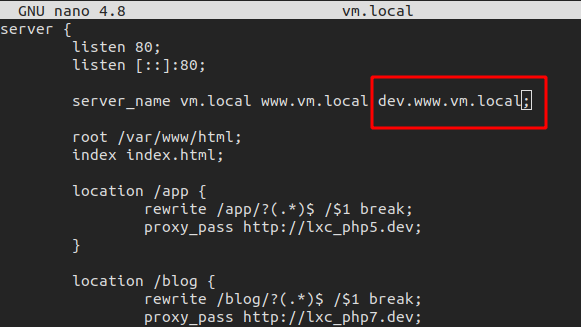 GNU nano 4.8 vm.local
server {
listen 80;
listen [::]:80;
server_name vm.local www.vm.local dev.www.vm.local;
root /var/www/html;
index index.html;
location /app {
rewrite /app/?(.*)$ /$1 break;
proxy_pass http://lxc_php5.dev;
}
location /blog {
rewrite /blog/?(.*)$ /$1 break;
proxy_pass http://lxc_php7.dev;